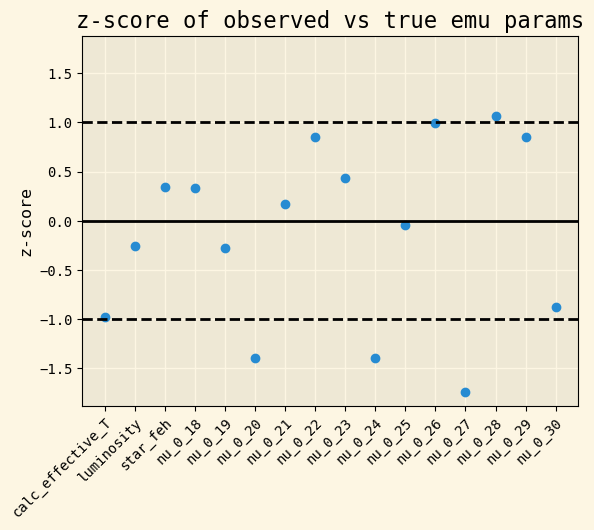 z-score of observed vs true emu params
z-score
1.5
1.0
0.5
0.0
−0.5
−1.0
−1.5
calc_effective_T
luminosity
star_feh
nu_0_18
nu_0_19
nu_0_20
nu_0_21
nu_0_22
nu_0_23
nu_0_24
nu_0_25
nu_0_26
nu_0_27
nu_0_28
nu_0_29
nu_0_30